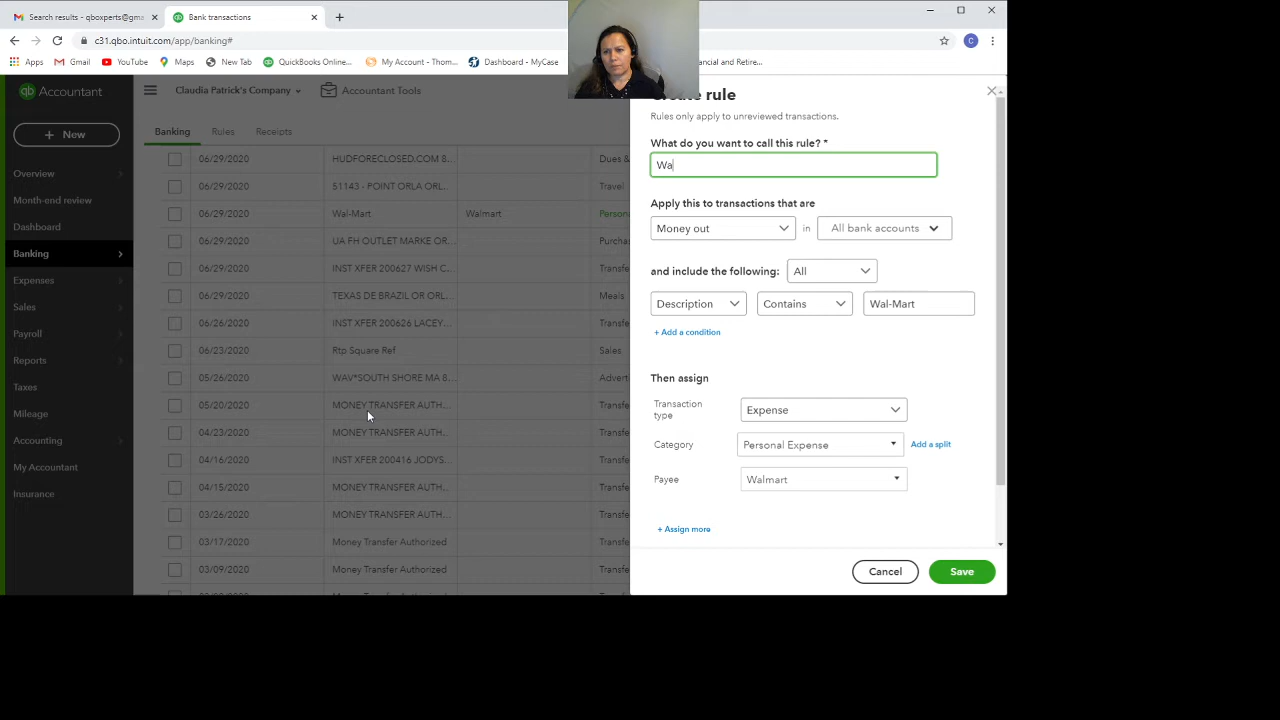 Search results - qboxperts@gma
Bank transactions
c31.qbo.intuit.com/app/banking#
C
Apps Gmail YouTube Maps New Tab QuickBooks Online... My Account - Thom... Dashboard - MyCase nancial and Retire...
qb Accountant
Claudia Patrick's Company
Accountant Tools
+ New
Overview
Month-end review
Dashboard
Banking
Expenses
Sales
Payroll
Reports
Taxes
Mileage
Accounting
My Account
Insurance
Banking Rules Receipts
06/29/2020 HUDFORECLOSED.COM 8... Dues &
06/29/2020 51143 - POINT ORLA ORL... Travel
06/29/2020 Wal-Mart Walmart Person
06/29/2020 UA FH OUTLET MARKE OR... Purchas
06/29/2020 INST XFER 200627 WISH C... Transfe
06/29/2020 TEXAS DE BRAZIL OR ORL... Meals
06/26/2020 INST XFER 200626 LACEY... Transfe
06/23/2020 Rtp Square Ref Sales
05/26/2020 WAV*SOUTH SHORE MA 8... Advert
05/20/2020 MONEY TRANSFER AUTH... Transfe
04/23/2020 MONEY TRANSFER AUTH... Transfe
04/16/2020 INST XFER 200416 JODYS... Transfe
04/15/2020 MONEY TRANSFER AUTH... Transfe
03/26/2020 MONEY TRANSFER AUTH... Transfe
03/17/2020 Money Transfer Authorized Transfe
03/09/2020 Money Transfer Authorized Transfe
rule
Rules only apply to unreviewed transactions.
What do you want to call this rule? *
Wa
Apply this to transactions that are
Money out in All bank accounts
and include the following: All
Description Contains Wal-Mart
+ Add a condition
Then assign
Transaction type Expense
Category Personal Expense Add a split
Payee Walmart
+ Assign more
Cancel Save